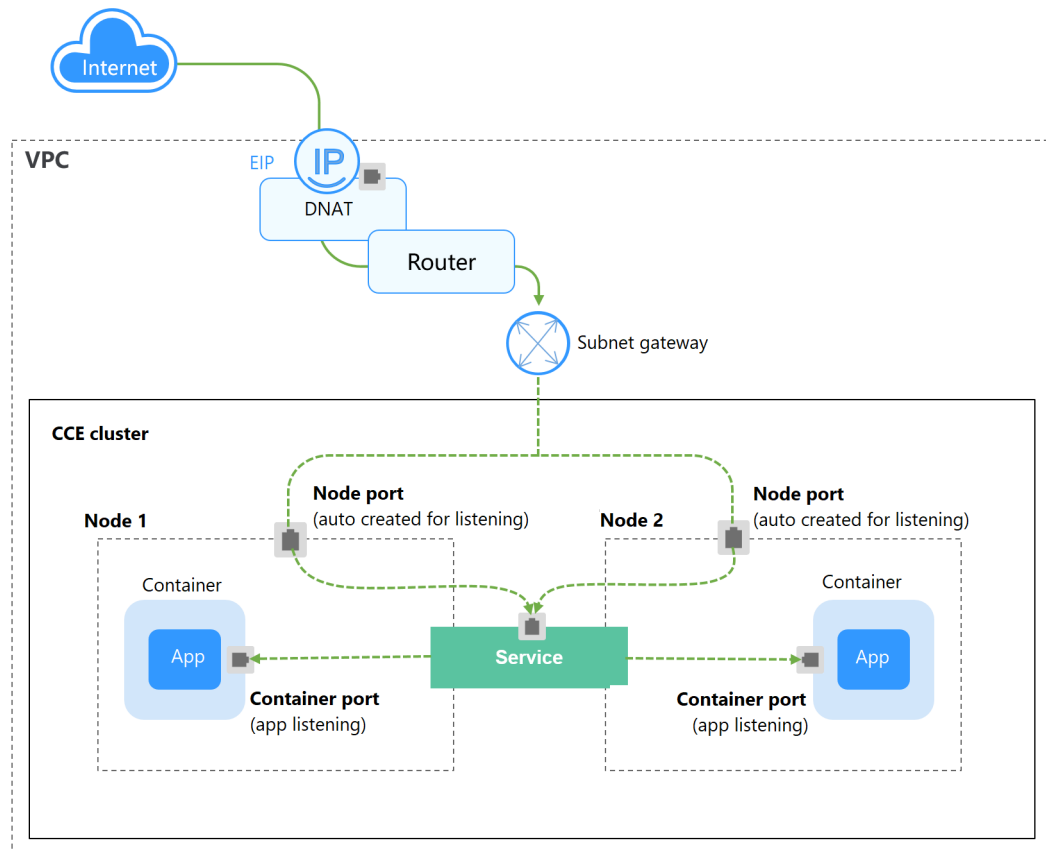 Internet
VPC
EIP
IP
DNAT
Router
Subnet gateway
CCE cluster
Node port
(auto created for listening)
Node port
(auto created for listening)
Node 1
Node 2
Container
Container
App
Service
App
Container port
(app listening)
Container port
(app listening)